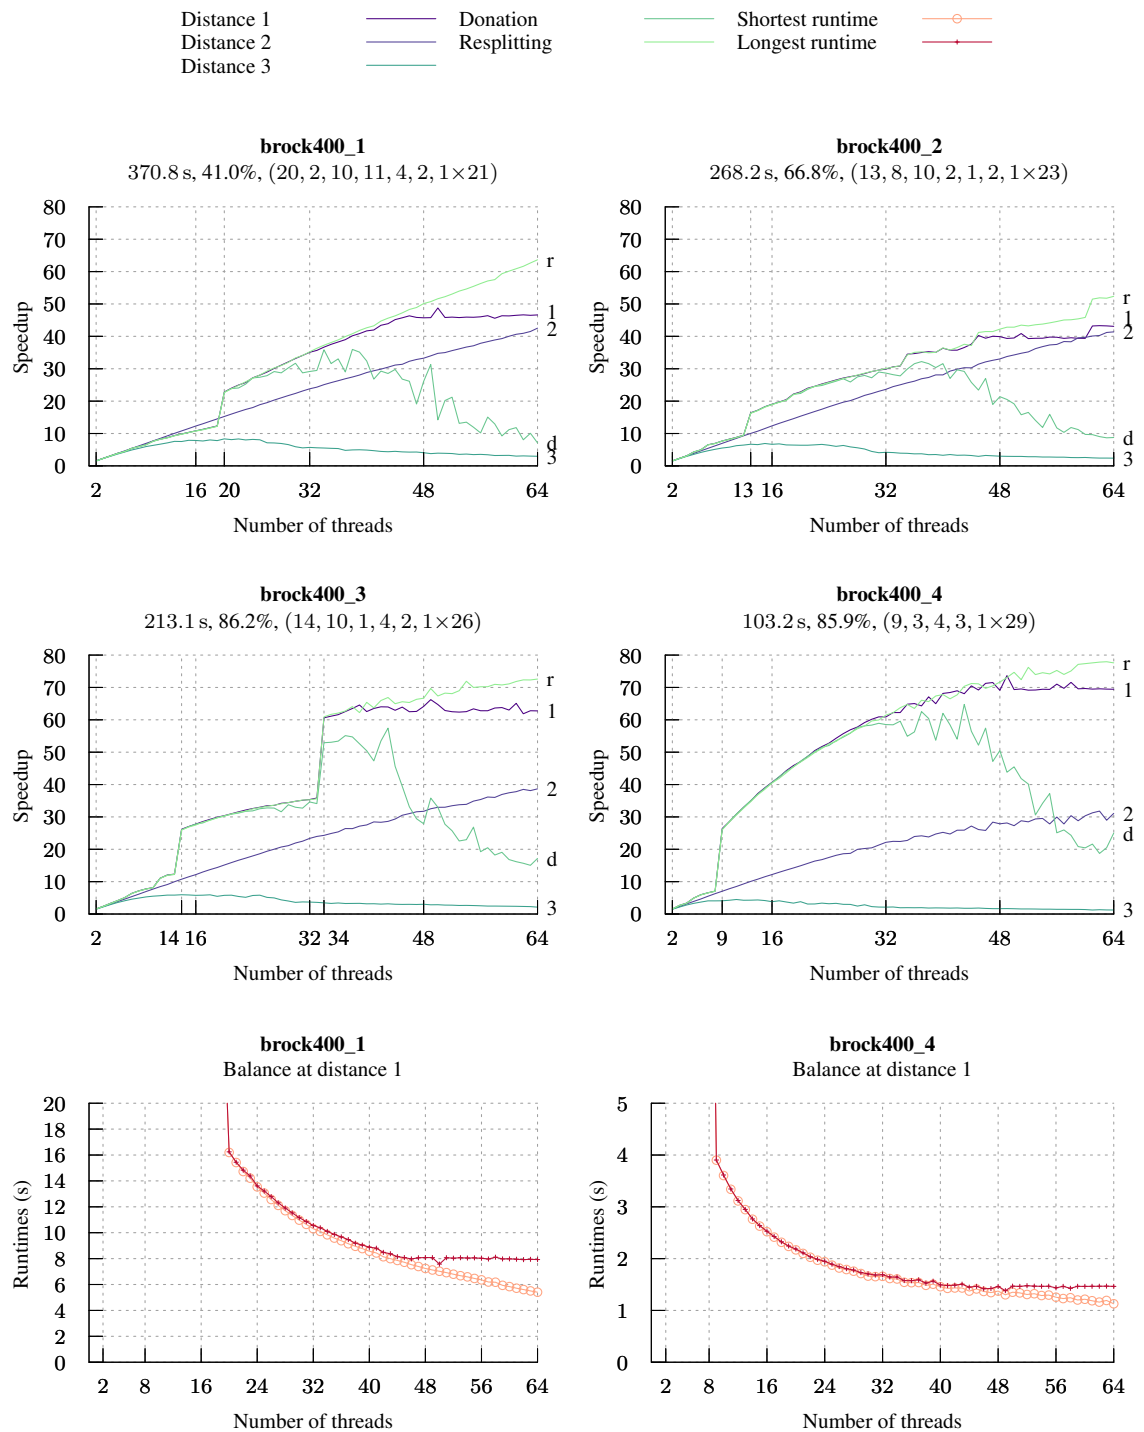 Distance 1 Donation Shortest runtime
Distance 2 Resplitting Longest runtime
Distance 3
brock400_1
370.8 s, 41.0%, (20, 2, 10, 11, 4, 2, 1×21)
80
70
60
50
40
30
20
10
0
Speedup
r
1
2
d
3
2 16 20 32 48 64
Number of threads
brock400_2
268.2 s, 66.8%, (13, 8, 10, 2, 1, 2, 1×23)
80
70
60
50
40
30
20
10
0
Speedup
r
1
2
d
3
2 13 16 32 48 64
Number of threads
brock400_3
213.1 s, 86.2%, (14, 10, 1, 4, 2, 1×26)
80
70
60
50
40
30
20
10
0
Speedup
r
1
2
d
3
2 14 16 32 34 48 64
Number of threads
brock400_4
103.2 s, 85.9%, (9, 3, 4, 3, 1×29)
80
70
60
50
40
30
20
10
0
Speedup
r
1
2
d
3
2 9 16 32 48 64
Number of threads
brock400_1
Balance at distance 1
20
18
16
14
12
10
8
6
4
2
0
Runtimes (s)
2 8 16 24 32 40 48 56 64
Number of threads
brock400_4
Balance at distance 1
5
4
3
2
1
0
Runtimes (s)
2 8 16 24 32 40 48 56 64
Number of threads